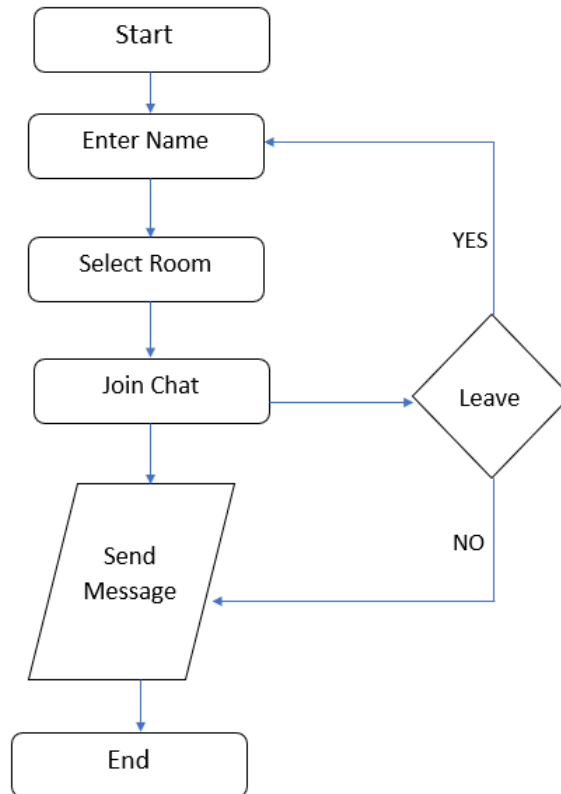 Start
Enter Name
YES
Select Room
Join Chat
Leave
NO
Send
Message
End